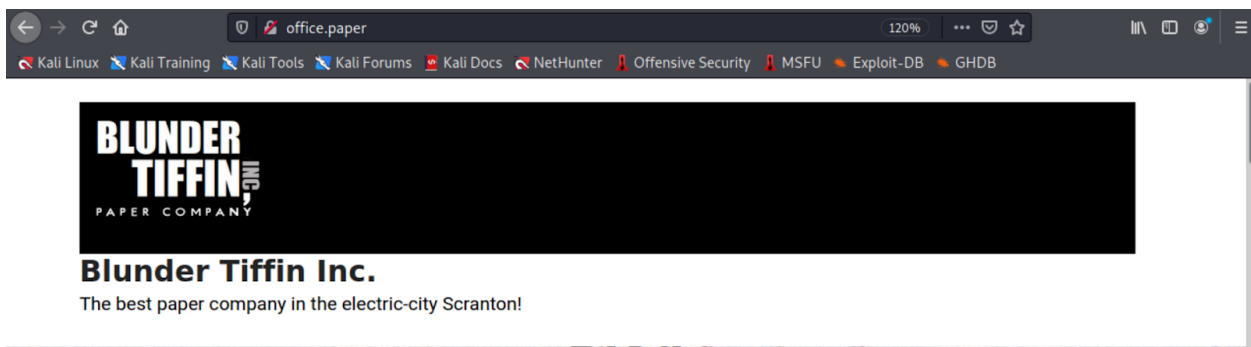 office.paper
120%
Kali Linux Kali Training Kali Tools Kali Forums Kali Docs NetHunter Offensive Security MSFU Exploit-DB GHDB
BLUNDER
TIFFIN,
INC
PAPER COMPANY
Blunder Tiffin Inc.
The best paper company in the electric-city Scranton!